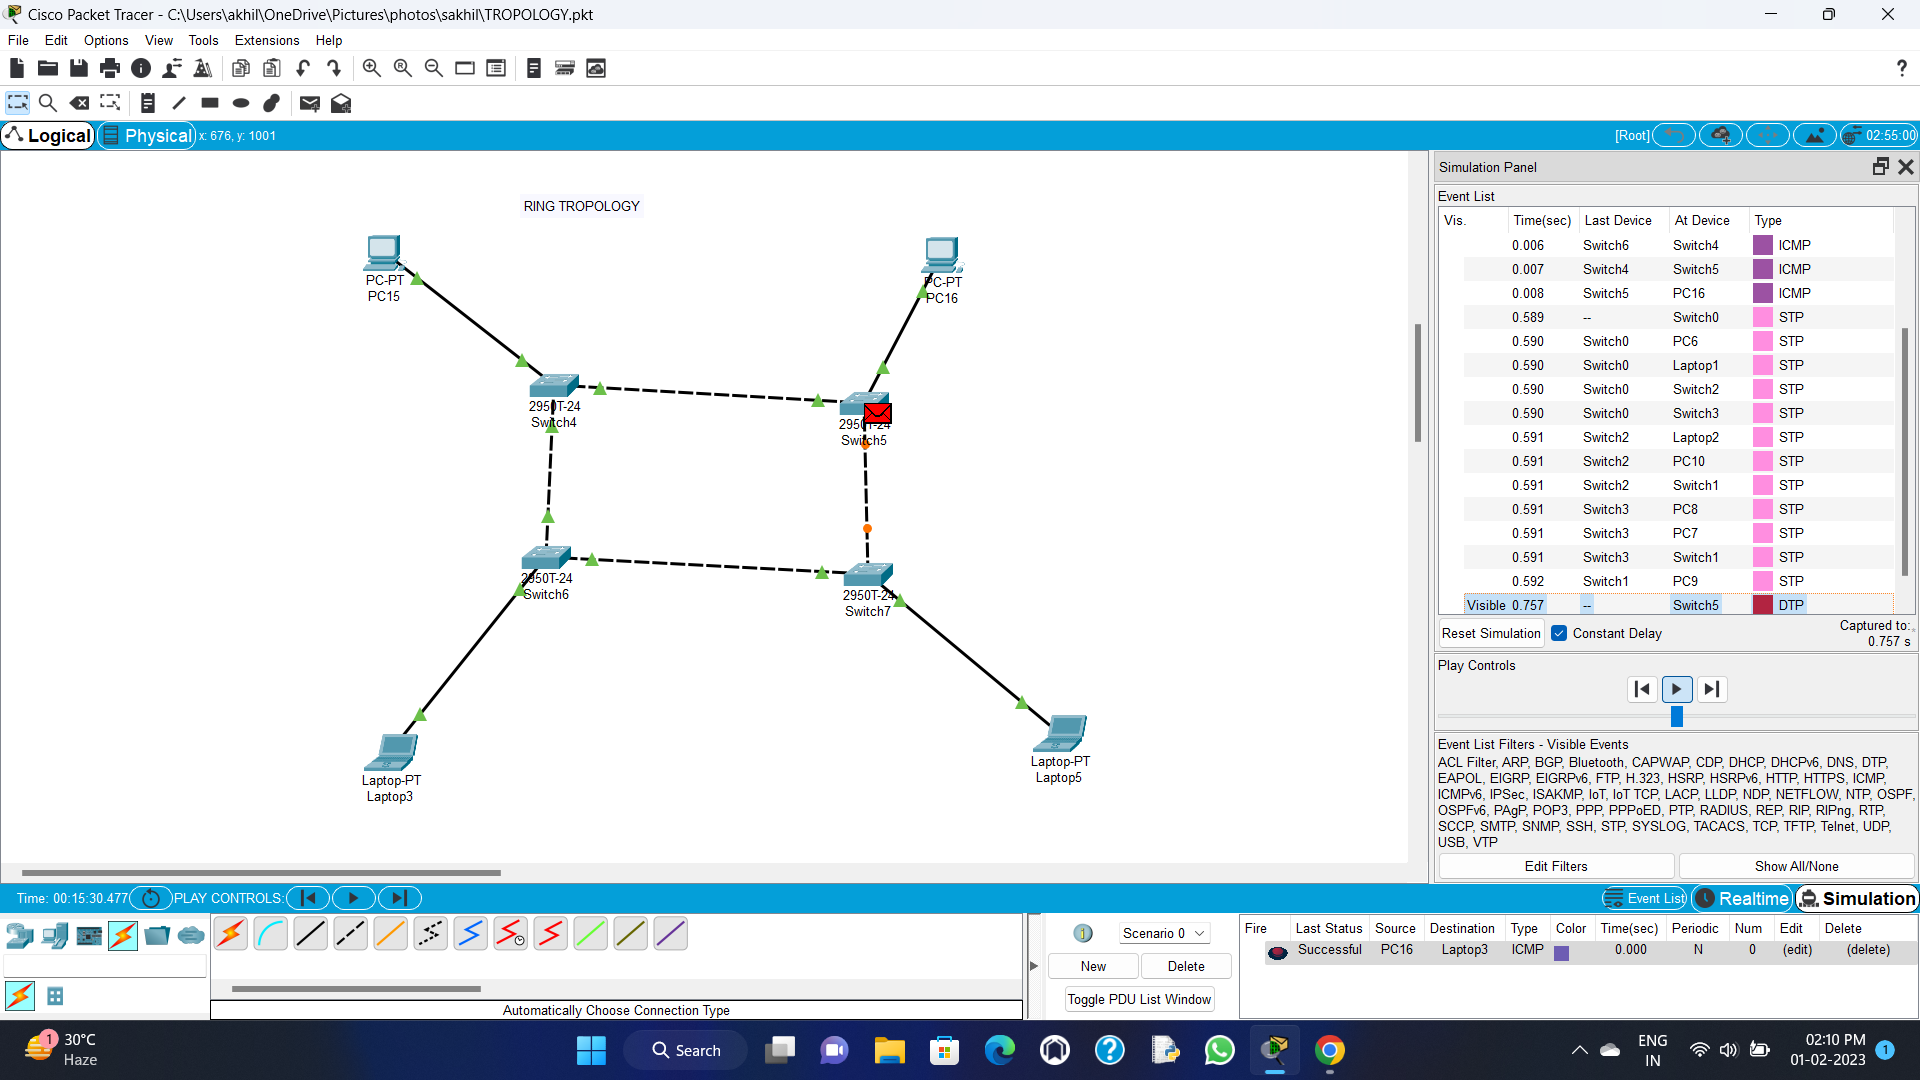 Cisco Packet Tracer - C:\Users\akhil\OneDrive\Pictures\photos\sakhil\TROPOLOGY.pkt
File Edit Options View Tools Extensions Help
?
Logical Physical x: 676, y: 1001
[Root] 02:55:00
RING TROPOLOGY
PC-PT
PC15
PC-PT
PC16
2950T-24
Switch4
2950T-24
Switch5
2950T-24
Switch6
2950T-24
Switch7
Laptop-PT
Laptop3
Laptop-PT
Laptop5
Simulation Panel
Event List
Vis. Time(sec) Last Device At Device Type
0.006 Switch6 Switch4 ICMP
0.007 Switch4 Switch5 ICMP
0.008 Switch5 PC16 ICMP
0.589 -- Switch0 STP
0.590 Switch0 PC6 STP
0.590 Switch0 Laptop1 STP
0.590 Switch0 Switch2 STP
0.590 Switch0 Switch3 STP
0.591 Switch2 Laptop2 STP
0.591 Switch2 PC10 STP
0.591 Switch2 Switch1 STP
0.591 Switch3 PC8 STP
0.591 Switch3 PC7 STP
0.591 Switch3 Switch1 STP
0.592 Switch1 PC9 STP
Visible 0.757 -- Switch5 DTP
Reset Simulation Constant Delay
Captured to:
0.757 s
Play Controls
Event List Filters - Visible Events
ACL Filter, ARP, BGP, Bluetooth, CAPWAP, CDP, DHCP, DHCPv6, DNS, DTP,
EAPOL, EIGRP, EIGRPv6, FTP, H.323, HSRP, HSRPv6, HTTP, HTTPS, ICMP,
ICMPv6, IPSec, ISAKMP, IoT, IoT TCP, LACP, LLDP, NDP, NETFLOW, NTP, OSPF,
OSPFv6, PAgP, POP3, PPP, PPPoED, PTP, RADIUS, REP, RIP, RIPng, RTP,
SCCP, SMTP, SNMP, SSH, STP, SYSLOG, TACACS, TCP, TFTP, Telnet, UDP,
USB, VTP
Edit Filters Show All/None
Time: 00:15:30.477 PLAY CONTROLS:
Event List Realtime Simulation
1 Scenario 0
New Delete
Toggle PDU List Window
Fire Last Status Source Destination Type Color Time(sec) Periodic Num Edit Delete
Successful PC16 Laptop3 ICMP 0.000 N 0 (edit) (delete)
Automatically Choose Connection Type
1
30°C
Haze
Search
ENG
IN
02:10 PM
01-02-2023
1